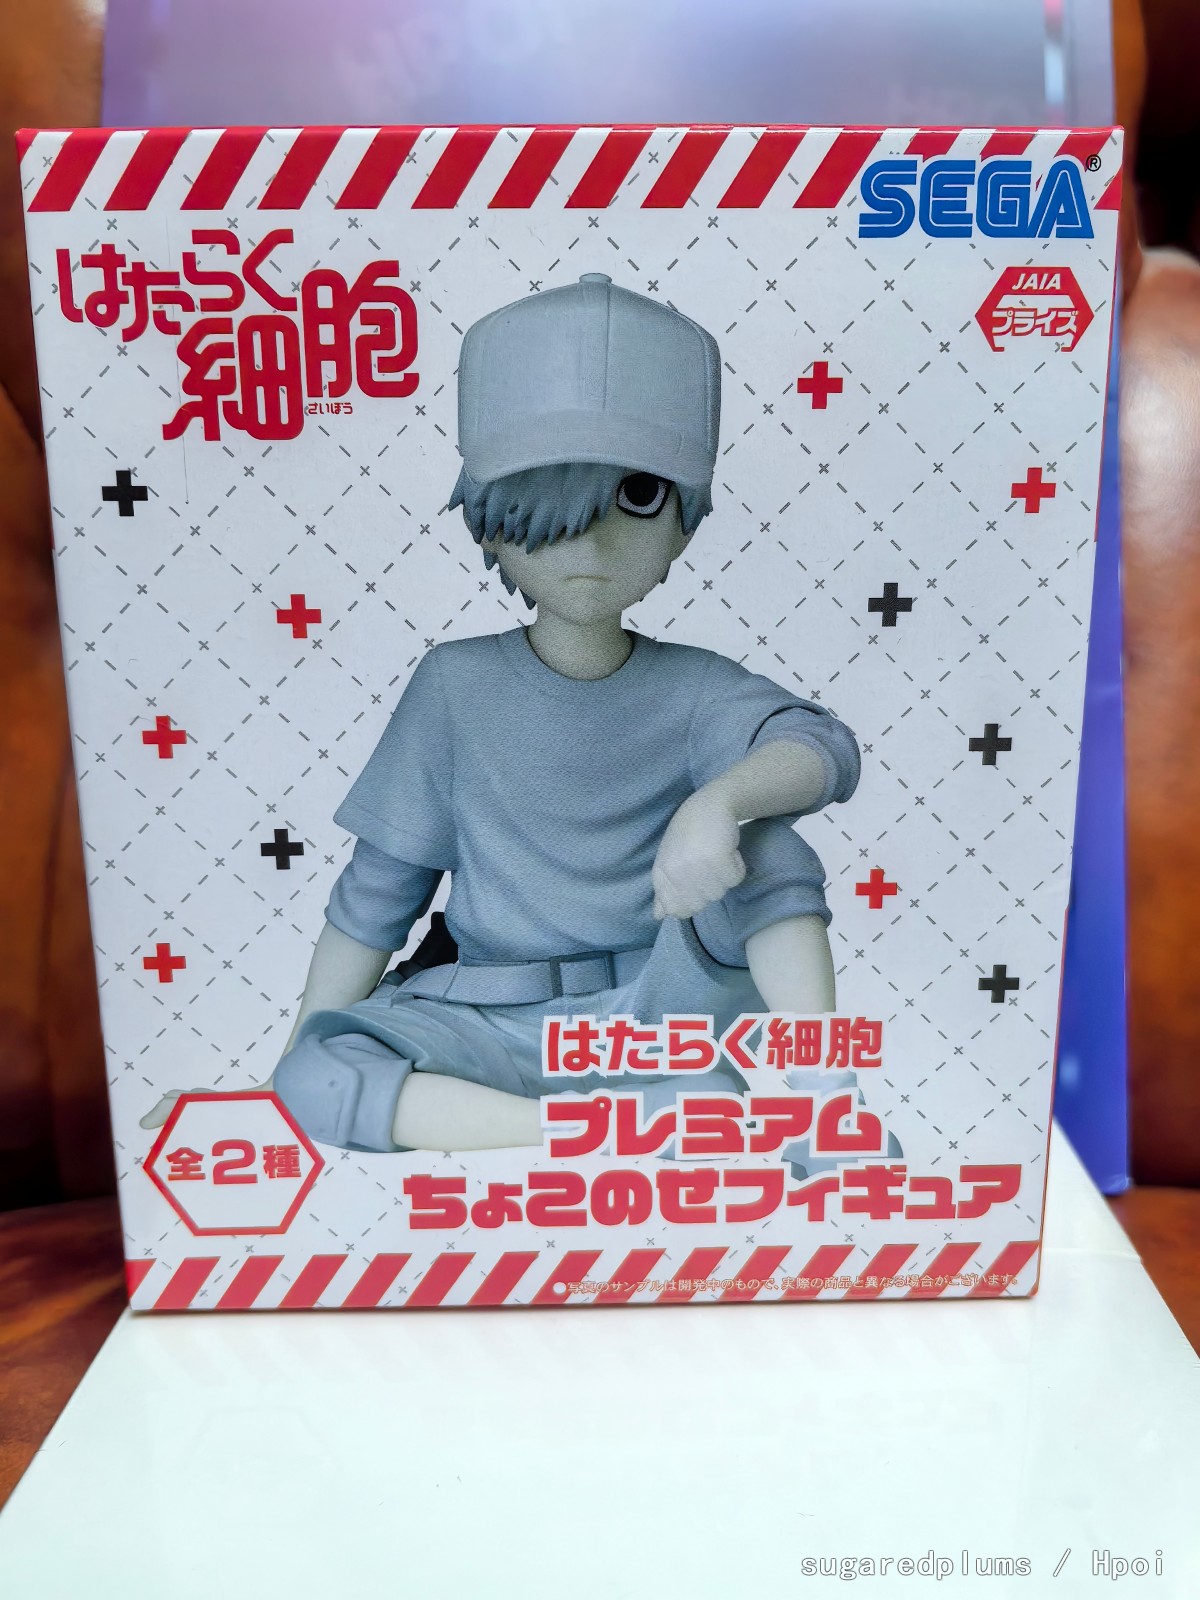 SEGA®
はたらく
細胞
さいぼう
JAIA
プライズ
はたらく細胞
プレミアム
ちょこのせフィギュア
全2種
●写真のサンプルは開発中のもので、実際の商品と異なる場合がございます。
sugaredplums / Hpoi